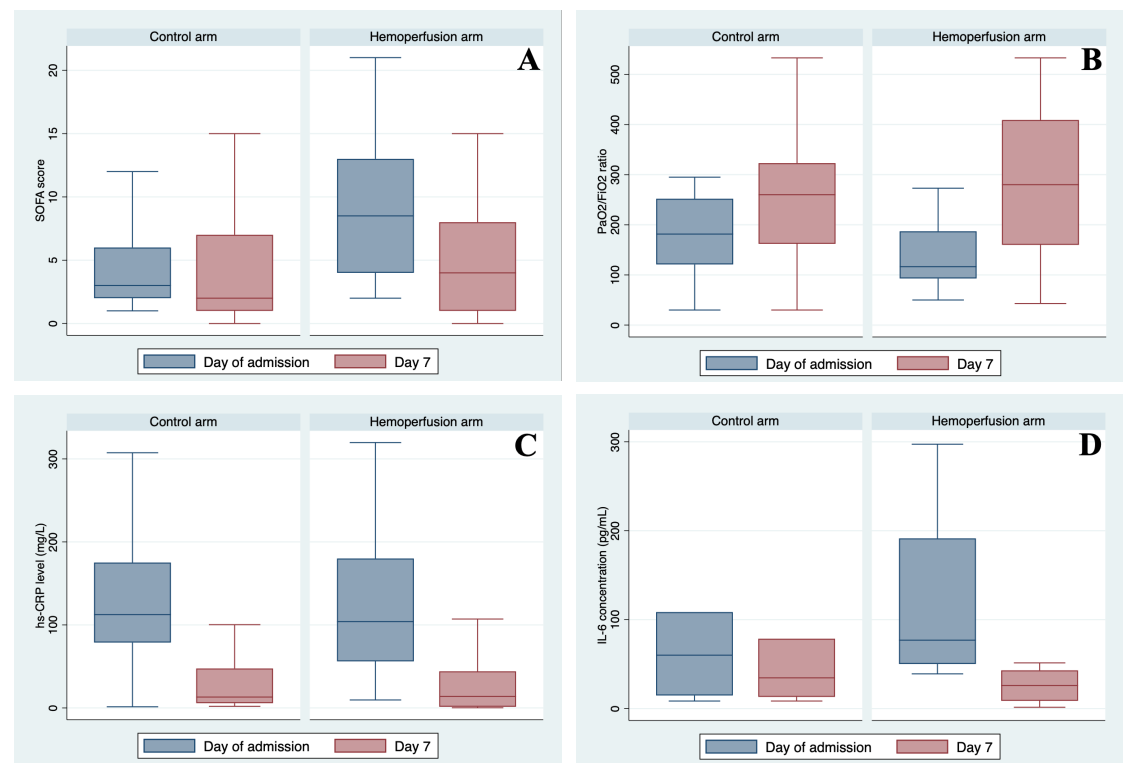 Control arm
Hemoperfusion arm
A
SOFA score
20
15
10
5
0
Day of admission
Day 7
Control arm
Hemoperfusion arm
B
PaO2/FiO2 ratio
500
400
300
200
100
0
Day of admission
Day 7
Control arm
Hemoperfusion arm
C
hs-CRP level (mg/L)
300
200
100
0
Day of admission
Day 7
Control arm
Hemoperfusion arm
D
IL-6 concentration (pg/mL)
300
200
100
0
Day of admission
Day 7